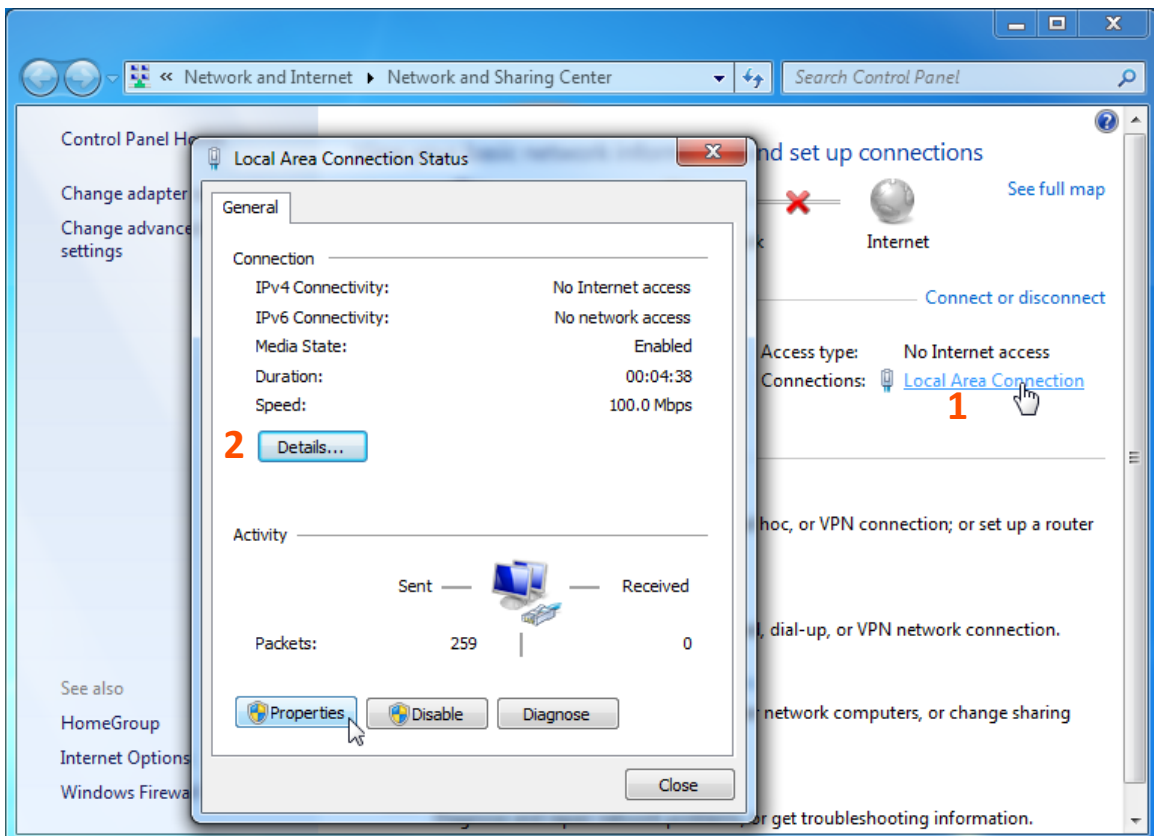 « Network and Internet ▸ Network and Sharing Center
Search Control Panel
Control Panel
Change adapter
Change advance
settings
See also
HomeGroup
Internet Options
Windows Firewa
Local Area Connection Status
General
Connection
IPv4 Connectivity: No Internet access
IPv6 Connectivity: No network access
Media State: Enabled
Duration: 00:04:38
Speed: 100.0 Mbps
2 Details...
Activity
Sent Received
Packets: 259 0
Properties Disable Diagnose
Close
nd set up connections
See full map
Internet
Connect or disconnect
Access type: No Internet access
Connections: Local Area Connection
1
hoc, or VPN connection; or set up a router
dial-up, or VPN network connection.
network computers, or change sharing
or get troubleshooting information.